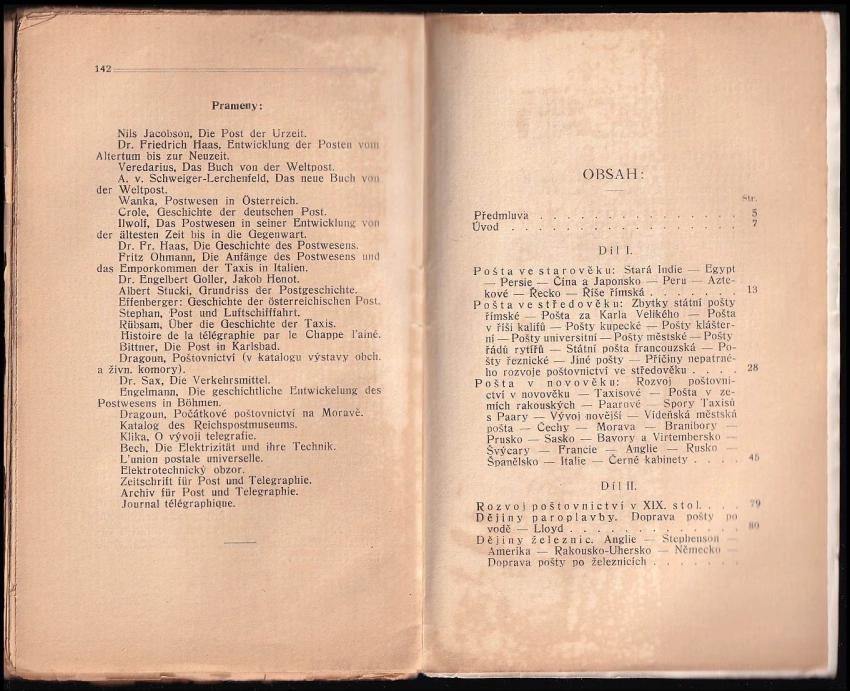 142
Prameny:
Nils Jacobson, Die Post der Urzeit.
Dr. Friedrich Haas, Entwicklung der Posten vom
Altertum bis zur Neuzeit.
Veredarius, Das Buch von der Weltpost.
A. v. Schweiger-Lerchenfeld, Das neue Buch von
der Weltpost.
Wanka, Postwesen in Österreich.
Crole, Geschichte der deutschen Post.
Ilwolf, Das Postwesen in seiner Entwicklung von
der ältesten Zeit bis in die Gegenwart.
Dr. Fr. Haas, Die Geschichte des Postwesens.
Fritz Ohmann, Die Anfänge des Postwesens und
das Emporkommen der Taxis in Italien.
Dr. Engelbert Goller, Jakob Henot.
Albert Stucki, Grundriss der Postgeschichte.
Effenberger: Geschichte der österreichischen Post.
Stephan, Post und Luftschifffahrt.
Rübsam, Über die Geschichte der Taxis.
Histoire de la télégraphie par le Chappe l'ainé.
Bittner, Die Post in Karlsbad.
Dragoun, Poštovnictví (v katalogu výstavy obch.
a živn. komory).
Dr. Sax, Die Verkehrsmittel.
Engelmann, Die geschichtliche Entwickelung des
Postwesens in Böhmen.
Dragoun, Počátkové poštovnictví na Moravě.
Katalog des Reichspostmuseums.
Klika, O vývoji telegrafie.
Bech, Die Elektrizität und ihre Technik.
L'union postale universelle.
Elektrotechnický obzor.
Zeitschrift für Post und Telegraphie.
Archiv für Post und Telegraphie.
Journal télégraphique.
OBSAH:
Str.
Předmluva . . . . . . . . . . . . . . . . 5
Úvod . . . . . . . . . . . . . . . . . . 7
Díl I.
Pošta ve starověku: Stará Indie — Egypt
— Persie — Čína a Japonsko — Peru — Azte-
kové — Řecko — Říše římská . . . . . . . 13
Pošta ve středověku: Zbytky státní pošty
římské — Pošta za Karla Velikého — Pošta
v říši kalifů — Pošty kupecké — Pošty klášter-
ní — Pošty universitní — Pošty městské — Pošty
řádů rytířů — Státní pošta francouzská — Po-
šty řeznické — Jiné pošty — Příčiny nepatrné-
ho rozvoje poštovnictví ve středověku . . . . 28
Pošta v novověku: Rozvoj poštovni-
ctví v novověku — Taxisové — Pošta v ze-
mích rakouských — Paarové — Spory Taxisů
s Paary — Vývoj novější — Vídeňská městská
pošta — Čechy — Morava — Branibory —
Prusko — Sasko — Bavory a Virtembersko —
Švýcary — Francie — Anglie — Rusko —
Španělsko — Italie — Černé kabinety . . . . 45
Díl II.
Rozvoj poštovnictví v XIX. stol. . . . 79
Dějiny paroplavby. Doprava pošty po
vodě — Lloyd . . . . . . . . . . . . . 80
Dějiny železnic. Anglie — Stephenson —
Amerika — Rakousko-Uhersko — Německo —
Doprava pošty po železnicích . . . . . . .